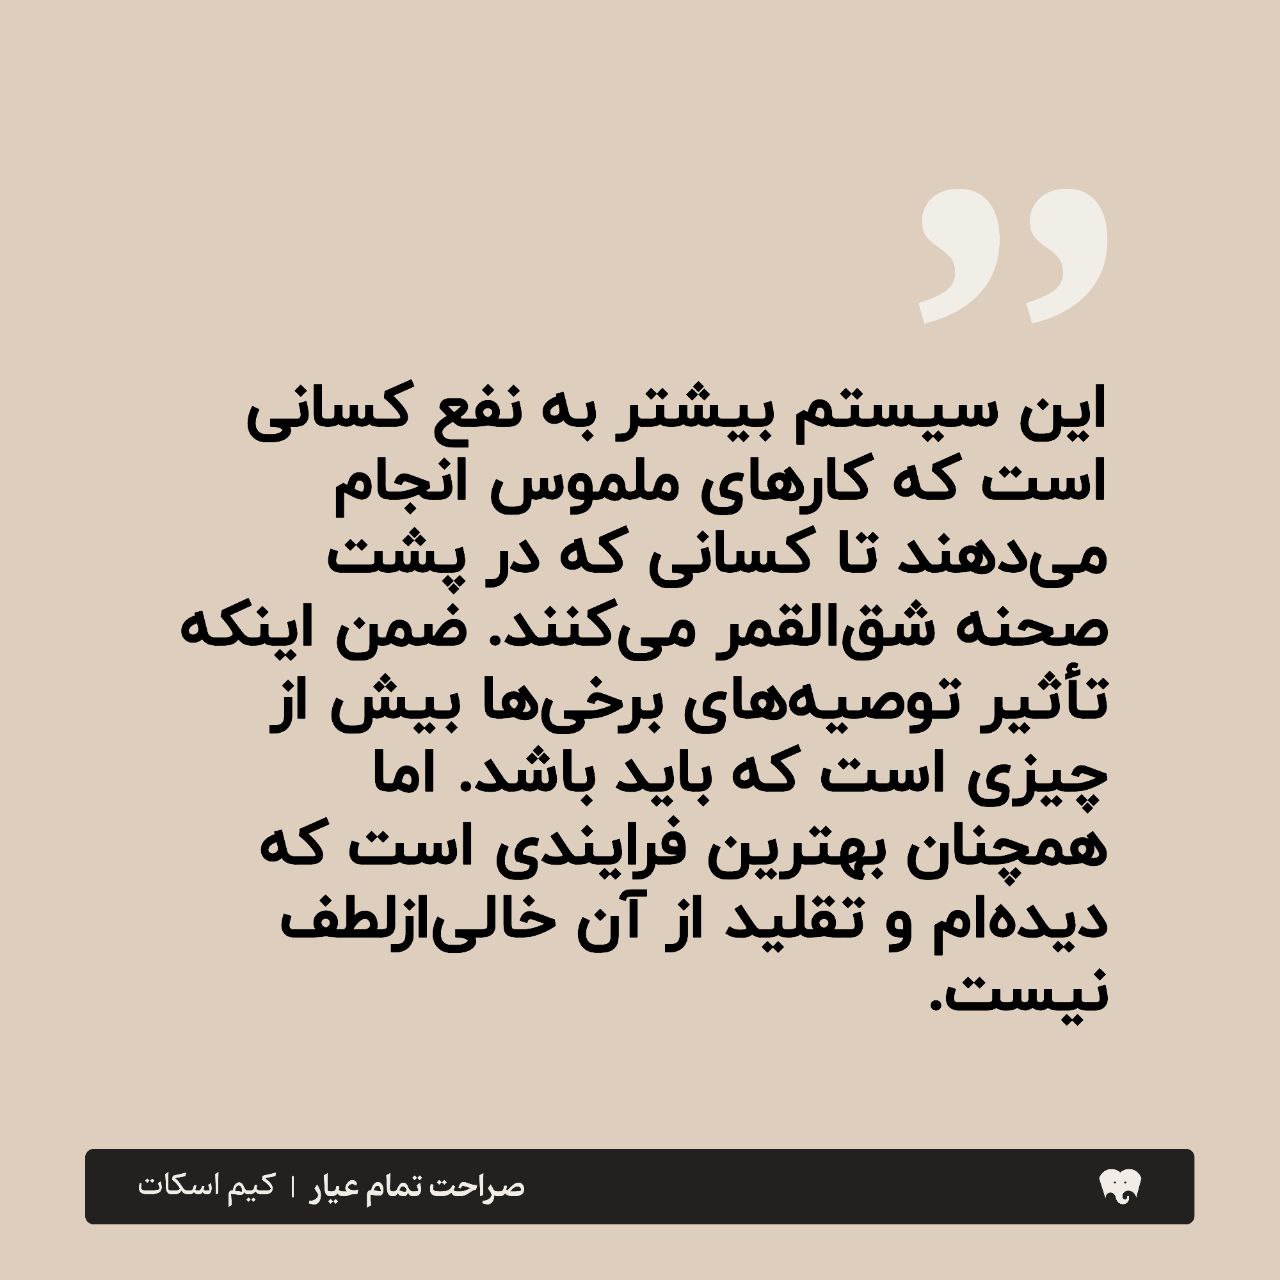 این سیستم بیشتر به نفع کسانی
است که کارهای ملموس انجام
می‌دهند تا کسانی که در پشت
صحنه شق‌القمر می‌کنند. ضمن اینکه
تأثیر توصیه‌های برخی‌ها بیش از
چیزی است که باید باشد. اما
همچنان بهترین فرایندی است که
دیده‌ام و تقلید از آن خالی‌ازلطف
نیست.
صراحت تمام عیار | کیم اسکات